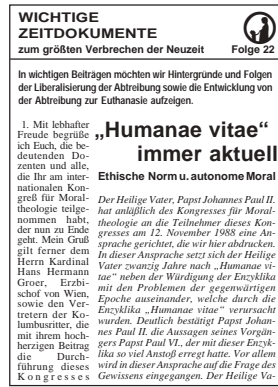 WICHTIGE
ZEITDOKUMENTE
zum größten Verbrechen der Neuzeit
Folge 22
In wichtigen Beiträgen möchten wir Hintergründe und Folgen
der Liberalisierung der Abtreibung sowie die Entwicklung von
der Abtreibung zur Euthanasie aufzeigen.
1. Mit lebhafter
Freude begrüße
ich Euch, die be-
deutenden Do-
zenten und alle,
die Ihr am inter-
nationalen Kon-
greß für Moral-
theologie teilge-
nommen habt,
der nun zu Ende
geht. Mein Gruß
gilt ferner dem
Herrn Kardinal
Hans Hermann
Groer, Erzbi-
schof von Wien,
sowie den Ver-
tretern der Ko-
lumbusritter, die
mit ihrem hoch-
herzigen Beitrag
die Durch-
führung dieses
Kongresses
„Humanae vitae“
immer aktuell
Ethische Norm u. autonome Moral
Der Heilige Vater, Papst Johannes Paul II.
hat anläßlich des Kongresses für Moral-
theologie an die Teilnehmer dieses Kon-
gresses am 12. November 1988 eine An-
sprache gerichtet, die wir hier abdrucken.
In dieser Ansprache setzt sich der Heilige
Vater zwanzig Jahre nach „Humanae vi-
tae“ neben der Würdigung der Enzyklika
mit den Problemen der gegenwärtigen
Epoche auseinander, welche durch die
Enzyklika „Humanae vitae“ verursacht
wurden. Deutlich bestätigt Papst Johan-
nes Paul II. die Aussagen seines Vorgän-
gers Papst Paul VI., der mit dieser Enzyk-
lika so viel Anstoß erregt hatte. Vor allem
wird in dieser Ansprache auf die Frage des
Gewissens eingegangen. Der Heilige Va-